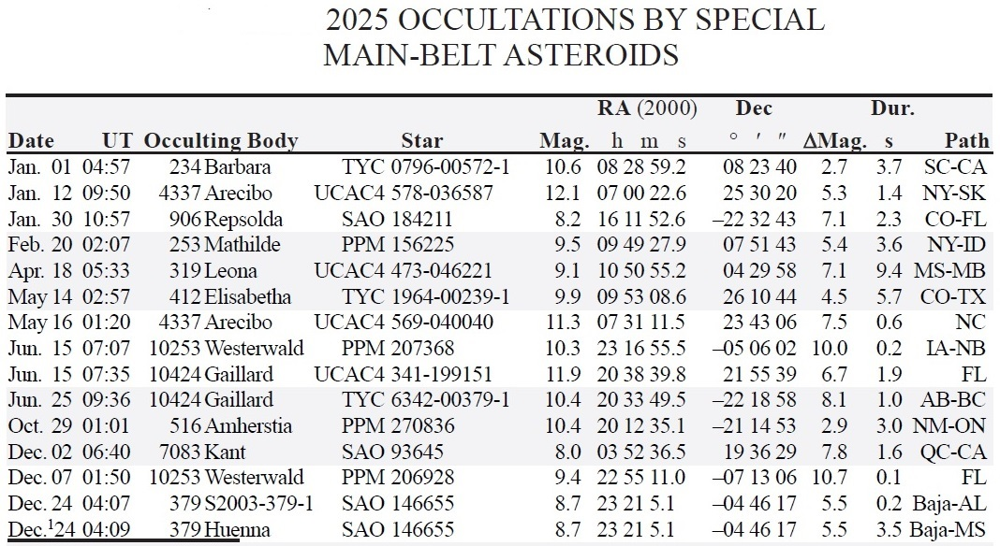 2025 OCCULTATIONS BY SPECIAL
MAIN-BELT ASTEROIDS
RA (2000) Dec Dur.
Date UT Occulting Body Star Mag. h m s ° ′ ″ ΔMag. s Path
Jan. 01 04:57 234 Barbara TYC 0796-00572-1 10.6 08 28 59.2 08 23 40 2.7 3.7 SC-CA
Jan. 12 09:50 4337 Arecibo UCAC4 578-036587 12.1 07 00 22.6 25 30 20 5.3 1.4 NY-SK
Jan. 30 10:57 906 Repsolda SAO 184211 8.2 16 11 52.6 –22 32 43 7.1 2.3 CO-FL
Feb. 20 02:07 253 Mathilde PPM 156225 9.5 09 49 27.9 07 51 43 5.4 3.6 NY-ID
Apr. 18 05:33 319 Leona UCAC4 473-046221 9.1 10 50 55.2 04 29 58 7.1 9.4 MS-MB
May 14 02:57 412 Elisabetha TYC 1964-00239-1 9.9 09 53 08.6 26 10 44 4.5 5.7 CO-TX
May 16 01:20 4337 Arecibo UCAC4 569-040040 11.3 07 31 11.5 23 43 06 7.5 0.6 NC
Jun. 15 07:07 10253 Westerwald PPM 207368 10.3 23 16 55.5 –05 06 02 10.0 0.2 IA-NB
Jun. 15 07:35 10424 Gaillard UCAC4 341-199151 11.9 20 38 39.8 21 55 39 6.7 1.9 FL
Jun. 25 09:36 10424 Gaillard TYC 6342-00379-1 10.4 20 33 49.5 –22 18 58 8.1 1.0 AB-BC
Oct. 29 01:01 516 Amherstia PPM 270836 10.4 20 12 35.1 –21 14 53 2.9 3.0 NM-ON
Dec. 02 06:40 7083 Kant SAO 93645 8.0 03 52 36.5 19 36 29 7.8 1.6 QC-CA
Dec. 07 01:50 10253 Westerwald PPM 206928 9.4 22 55 11.0 –07 13 06 10.7 0.1 FL
Dec. 24 04:07 379 S2003-379-1 SAO 146655 8.7 23 21 5.1 –04 46 17 5.5 0.2 Baja-AL
Dec.¹24 04:09 379 Huenna SAO 146655 8.7 23 21 5.1 –04 46 17 5.5 3.5 Baja-MS